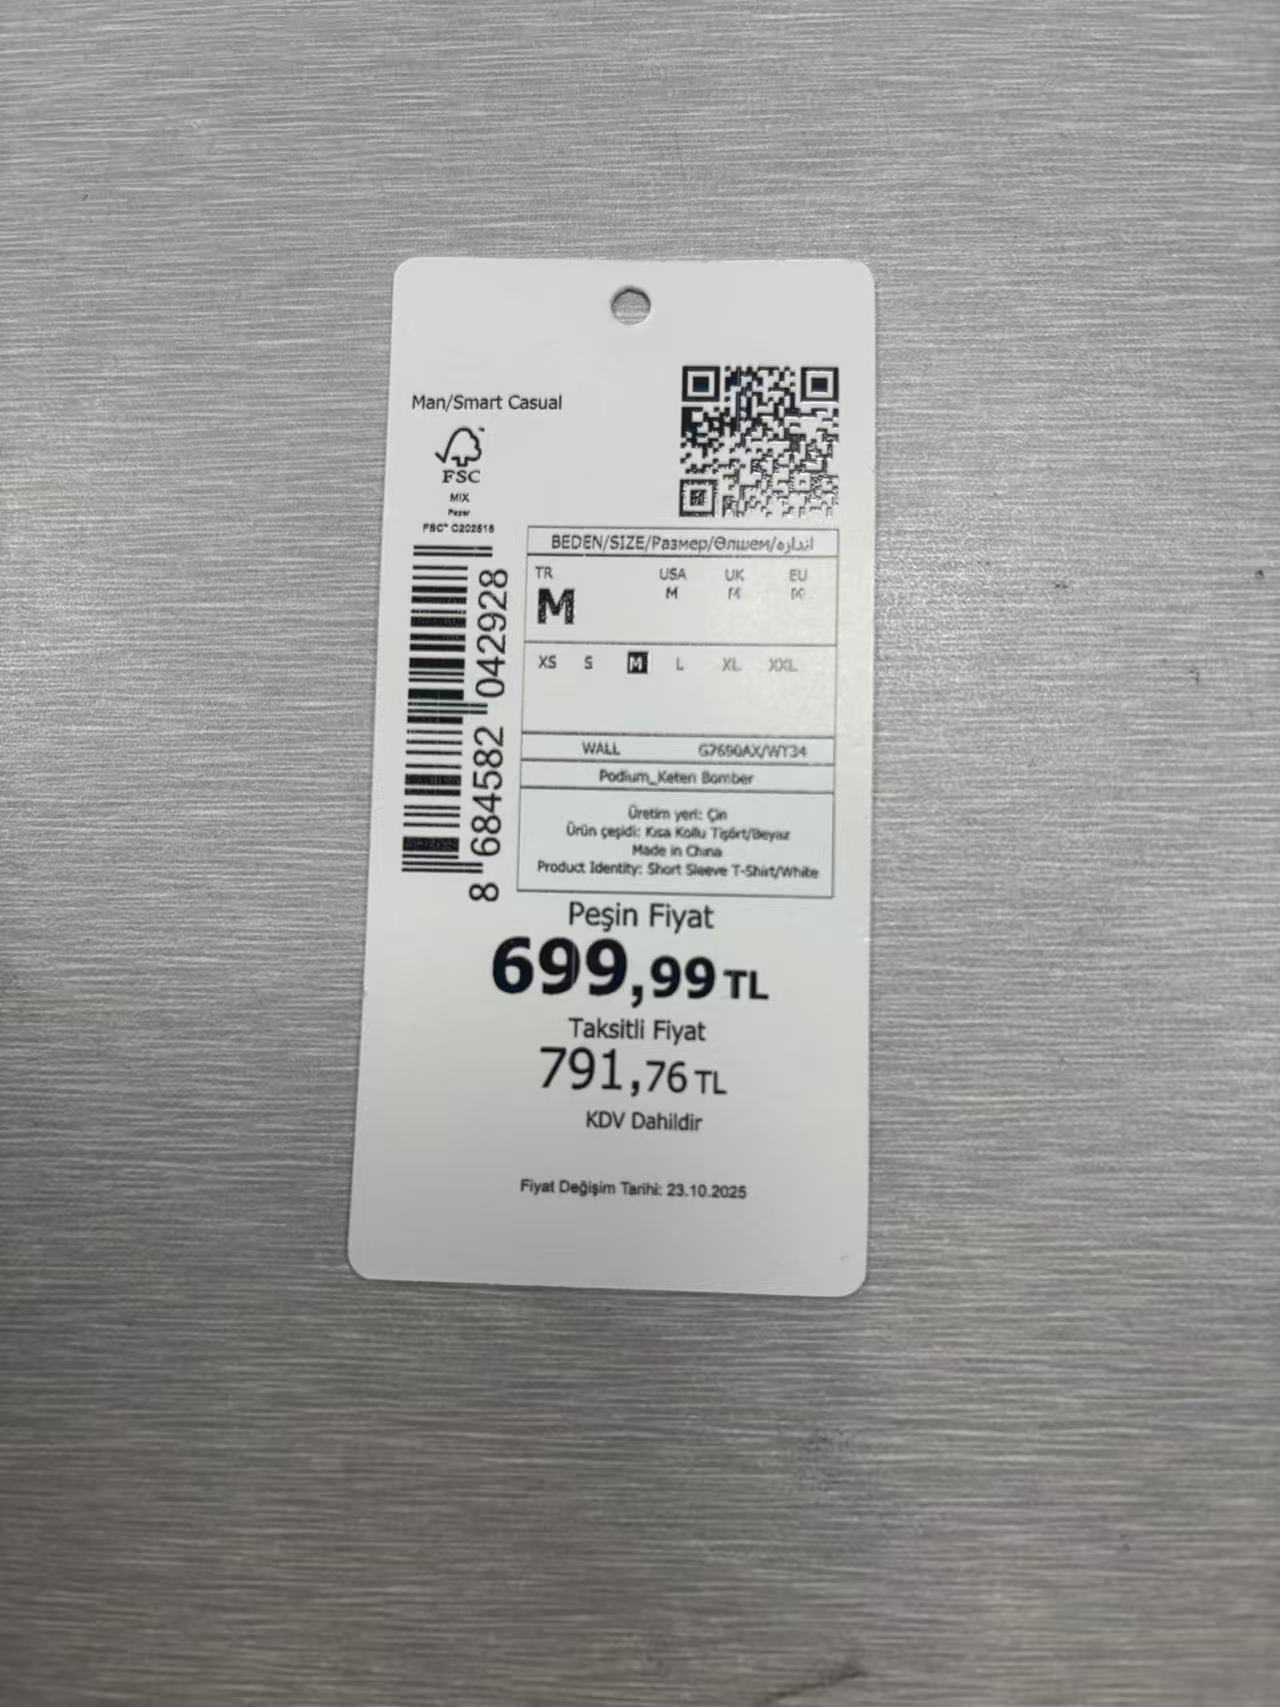 Man/Smart Casual
FSC™
MIX
Paper
FSC™ C202516
8 684582 042928
BEDEN/SIZE/Размер/Өлшем/اندازه
TR USA UK EU
M M M M
XS S M L XL XXL
WALL G7690AX/WY34
Podium_Keten Bomber
Üretim yeri: Çin
Ürün çeşidi: Kısa Kollu Tişört/Beyaz
Made in China
Product Identity: Short Sleeve T-Shirt/White
Peşin Fiyat
699,99 TL
Taksitli Fiyat
791,76 TL
KDV Dahildir
Fiyat Değişim Tarihi: 23.10.2025